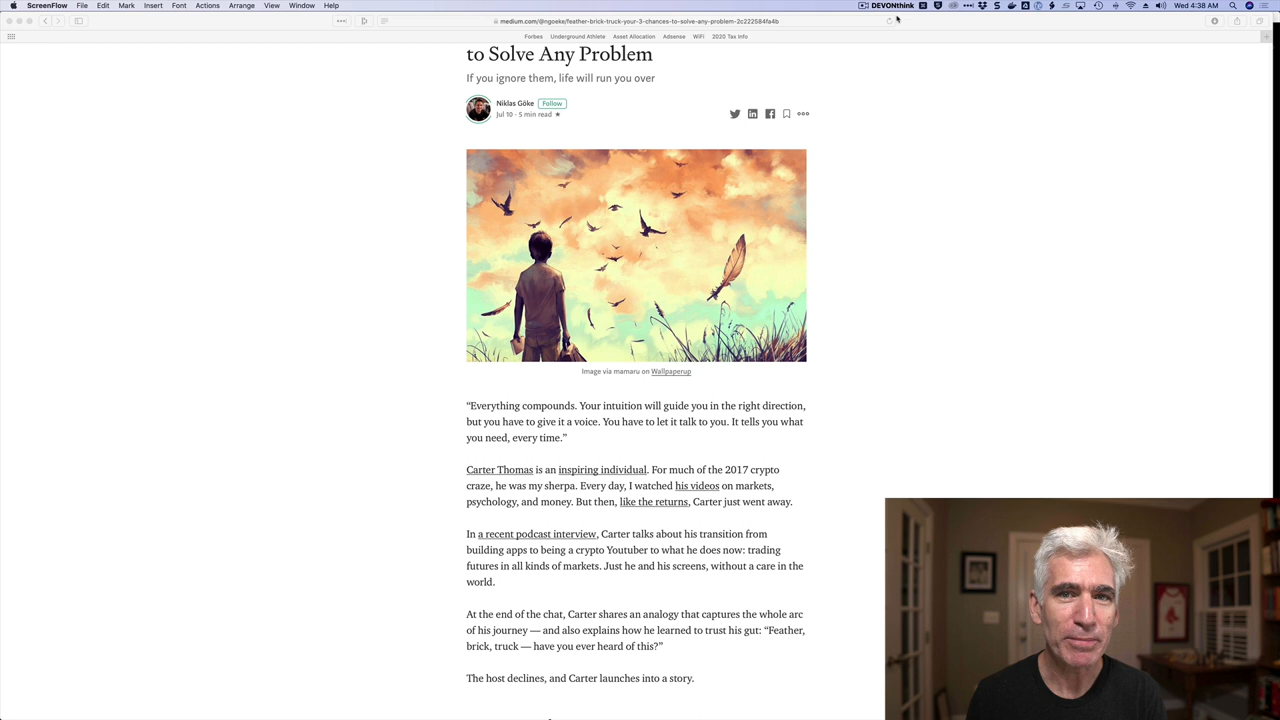 ScreenFlow File Edit Mark Insert Font Actions Arrange View Window Help DEVONthink Wed 4:38 AM
medium.com/@ngoeke/feather-brick-truck-your-3-chances-to-solve-any-problem-2c222584fa4b
Forbes Underground Athlete Asset Allocation Adsense WiFi 2020 Tax Info
to Solve Any Problem
If you ignore them, life will run you over
Niklas Göke Follow
Jul 10 · 5 min read ★
Image via mamaru on Wallpaperup
“Everything compounds. Your intuition will guide you in the right direction,
but you have to give it a voice. You have to let it talk to you. It tells you what
you need, every time.”
Carter Thomas is an inspiring individual. For much of the 2017 crypto
craze, he was my sherpa. Every day, I watched his videos on markets,
psychology, and money. But then, like the returns, Carter just went away.
In a recent podcast interview, Carter talks about his transition from
building apps to being a crypto Youtuber to what he does now: trading
futures in all kinds of markets. Just he and his screens, without a care in the
world.
At the end of the chat, Carter shares an analogy that captures the whole arc
of his journey — and also explains how he learned to trust his gut: “Feather,
brick, truck — have you ever heard of this?”
The host declines, and Carter launches into a story.